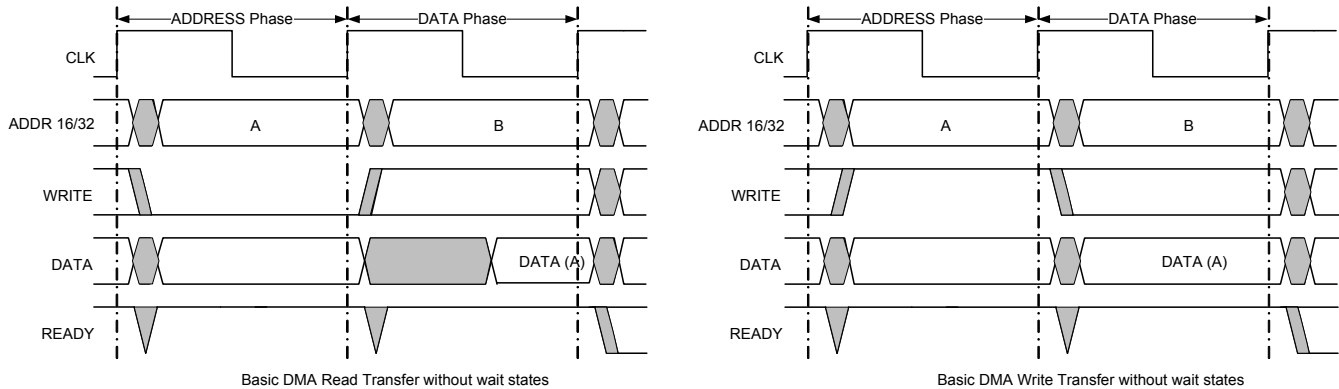 ADDRESS Phase
DATA Phase
CLK
ADDR 16/32
A
B
WRITE
DATA
DATA (A)
READY
Basic DMA Read Transfer without wait states
ADDRESS Phase
DATA Phase
CLK
ADDR 16/32
A
B
WRITE
DATA
DATA (A)
READY
Basic DMA Write Transfer without wait states